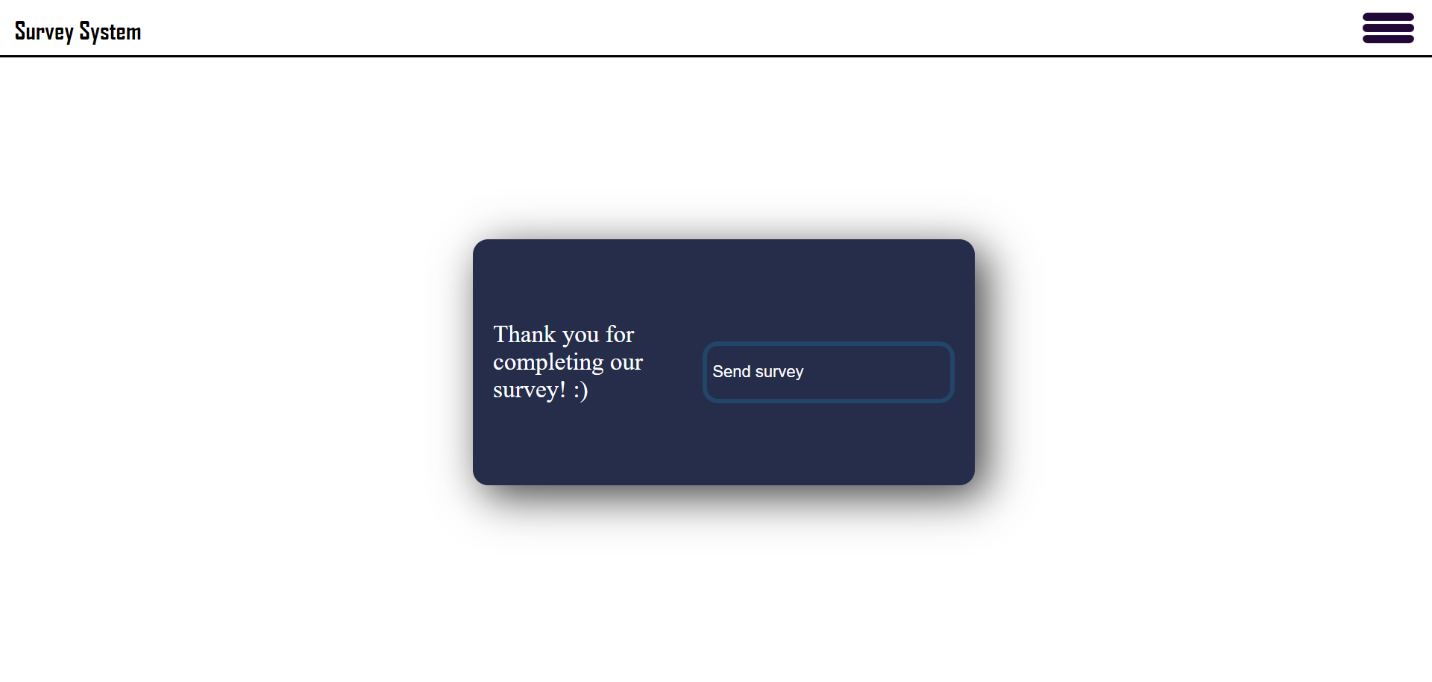 Survey System
Thank you for
completing our
survey! :)
Send survey